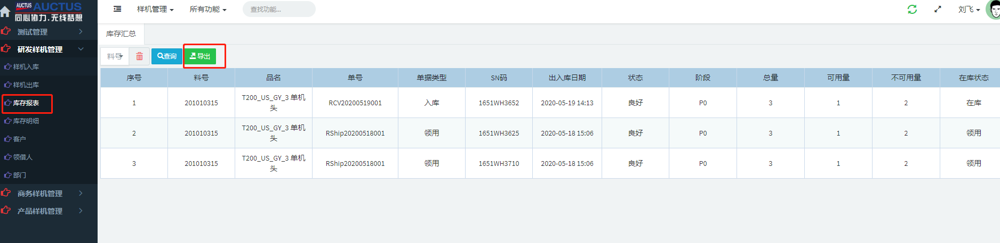 AUCTUS AUCTUS
同心协力.无线梦想
样机管理
所有功能
查找功能...
刘飞
测试管理
研发样机管理
样机入库
样机出库
库存报表
库存明细
客户
领借人
部门
商务样机管理
产品样机管理
库存汇总
料号
查询
导出
序号 料号 品名 单号 单据类型 SN码 出入库日期 状态 阶段 总量 可用量 不可用量 在库状态
1 201010315 T200_US_GY_3 单机头 RCV20200519001 入库 1651WH3652 2020-05-19 14:13 良好 P0 3 1 2 在库
2 201010315 T200_US_GY_3 单机头 RShip20200518001 领用 1651WH3625 2020-05-18 15:06 良好 P0 3 1 2 领用
3 201010315 T200_US_GY_3 单机头 RShip20200518001 领用 1651WH3710 2020-05-18 15:06 良好 P0 3 1 2 领用